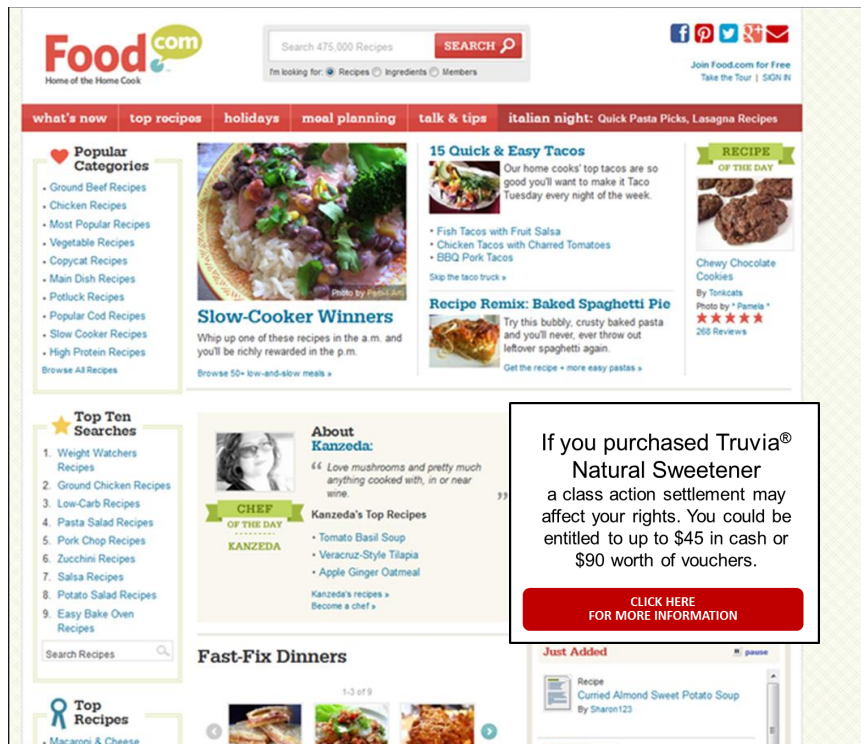 Food.com
Home of the Home Cook
Search 475,000 Recipes
SEARCH
I'm looking for: Recipes Ingredients Members
Join Food.com for Free
Take the Tour | SIGN IN
what's new
top recipes
holidays
meal planning
talk & tips
italian night: Quick Pasta Picks, Lasagna Recipes
Popular
Categories
Ground Beef Recipes
Chicken Recipes
Most Popular Recipes
Vegetable Recipes
Copycat Recipes
Main Dish Recipes
Potluck Recipes
Popular Cod Recipes
Slow Cooker Recipes
High Protein Recipes
Browse All Recipes
Photo by
Slow-Cooker Winners
Whip up one of these recipes in the a.m. and
you'll be richly rewarded in the p.m.
Browse 50+ low-and-slow meals »
15 Quick & Easy Tacos
Our home cooks' top tacos are so
good you'll want to make it Taco
Tuesday every night of the week.
• Fish Tacos with Fruit Salsa
• Chicken Tacos with Charred Tomatoes
• BBQ Pork Tacos
Skip the taco truck »
Recipe Remix: Baked Spaghetti Pie
Try this bubbly, crusty baked pasta
and you'll never, ever throw out
leftover spaghetti again.
Get the recipe + more easy pastas »
RECIPE
OF THE DAY
Chewy Chocolate
Cookies
By Tonkcats
Photo by * Pamela *
268 Reviews
Top Ten
Searches
1. Weight Watchers
Recipes
2. Ground Chicken Recipes
3. Low-Carb Recipes
4. Pasta Salad Recipes
5. Pork Chop Recipes
6. Zucchini Recipes
7. Salsa Recipes
8. Potato Salad Recipes
9. Easy Bake Oven
Recipes
Search Recipes
CHEF
OF THE DAY
KANZEDA
About
Kanzeda:
“ Love mushrooms and pretty much
anything cooked with, in or near
wine. ”
Kanzeda's Top Recipes
• Tomato Basil Soup
• Veracruz-Style Tilapia
• Apple Ginger Oatmeal
Kanzeda's recipes »
Become a chef »
If you purchased Truvia®
Natural Sweetener
a class action settlement may
affect your rights. You could be
entitled to up to $45 in cash or
$90 worth of vouchers.
CLICK HERE
FOR MORE INFORMATION
Fast-Fix Dinners
1-3 of 9
Just Added
pause
Recipe
Curried Almond Sweet Potato Soup
By Sharon123
Top
Recipes
Macaroni & Cheese